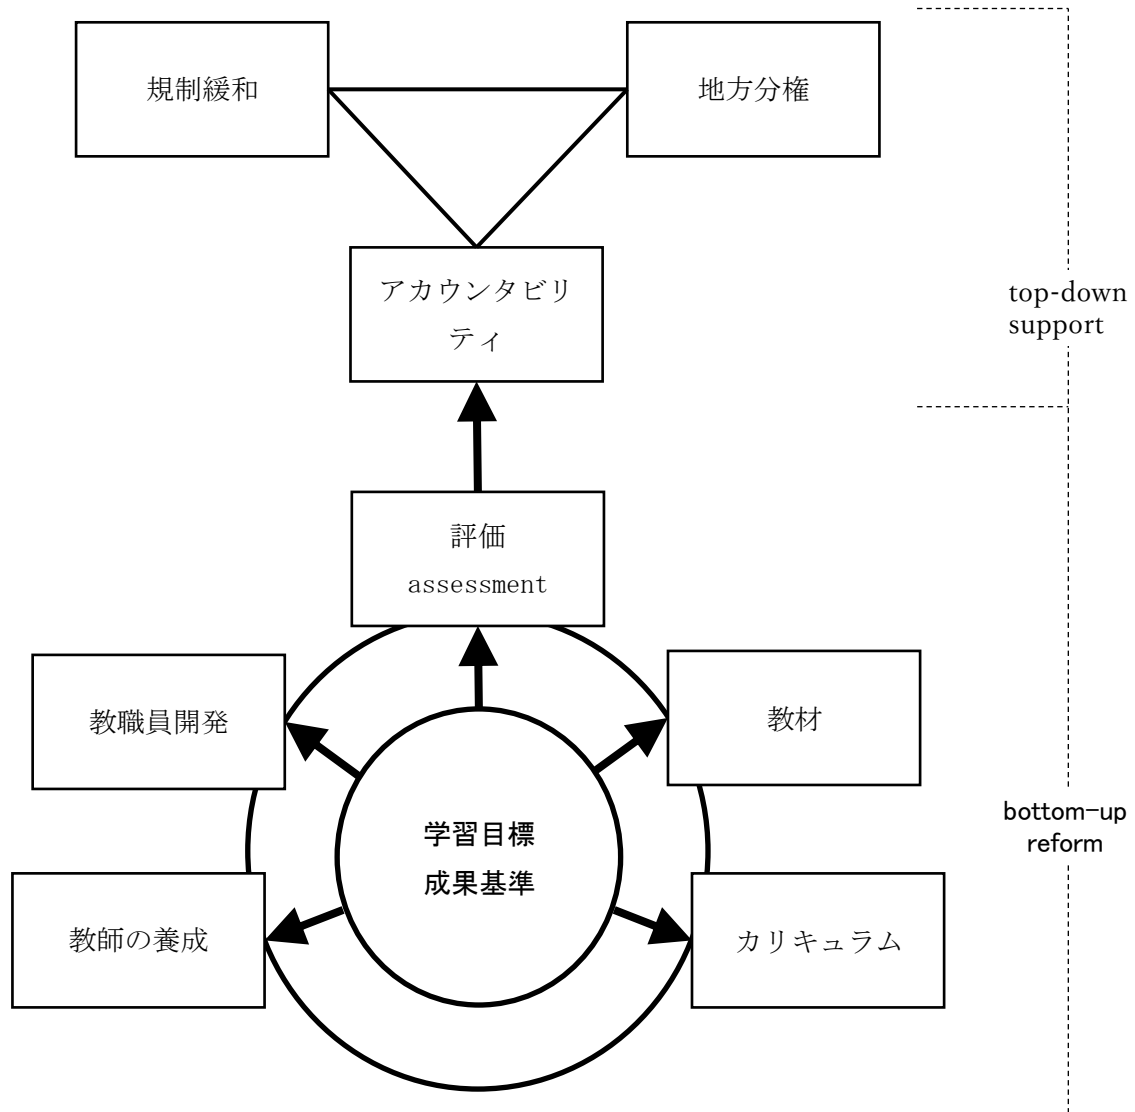 規制緩和
地方分権
アカウンタビリ
ティ
top-down
support
評価
assessment
教職員開発
教材
学習目標
成果基準
bottom-up
reform
教師の養成
カリキュラム